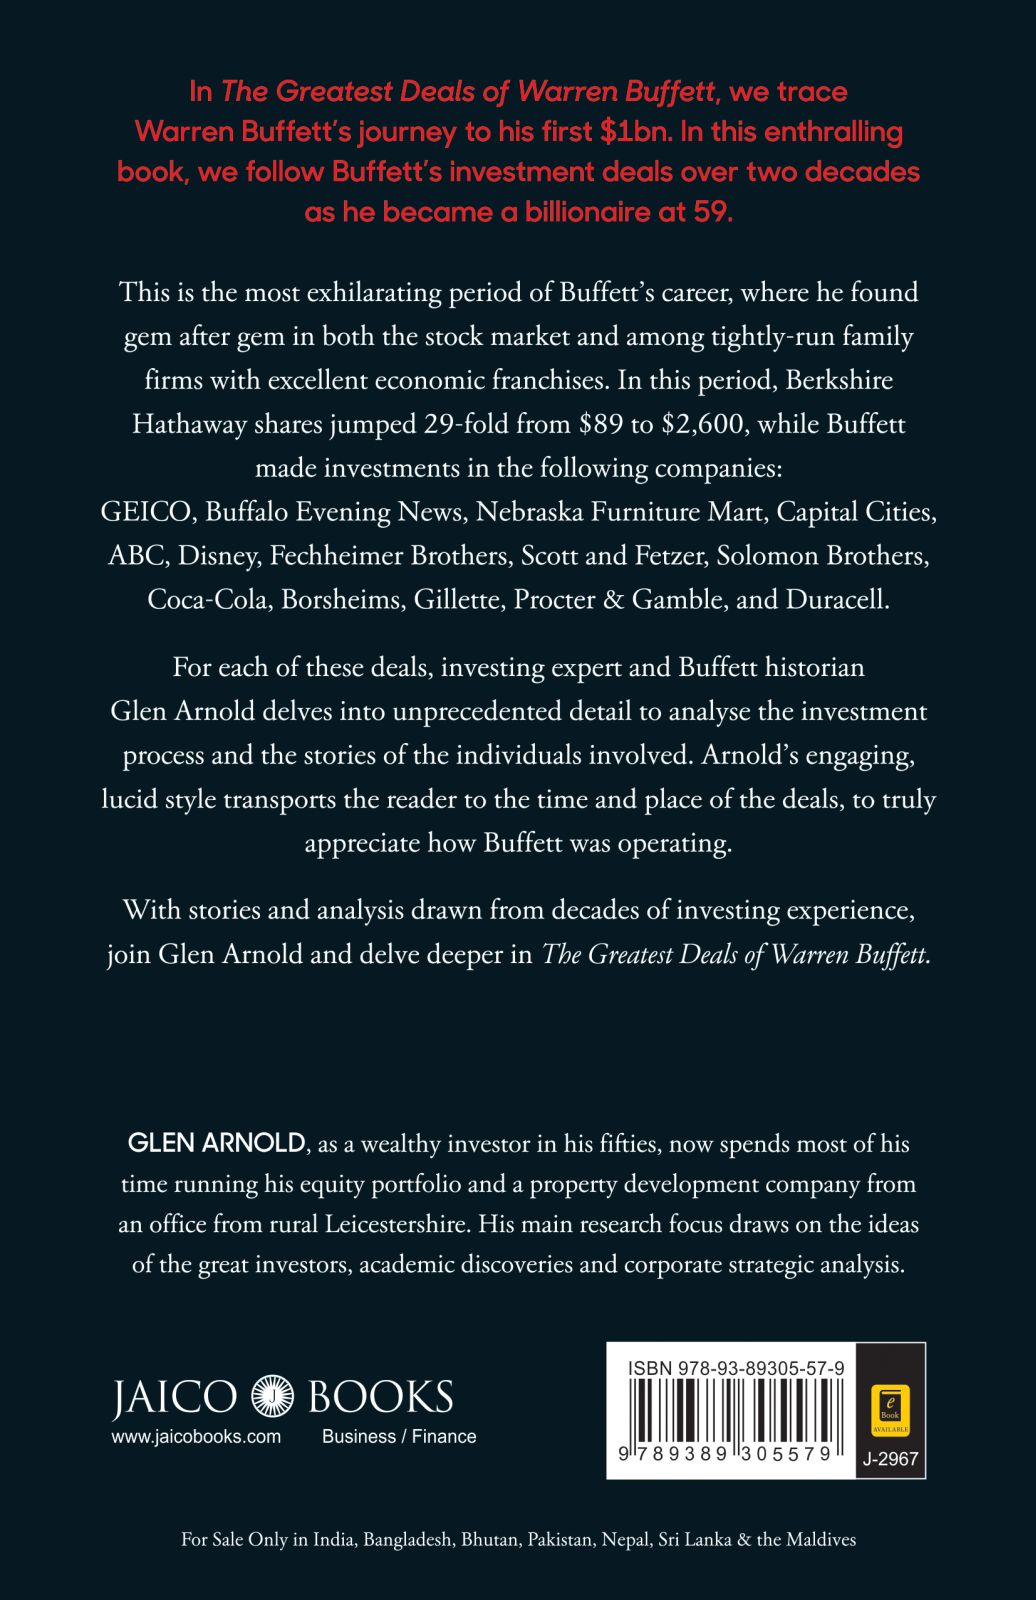 In The Greatest Deals of Warren Buffett, we trace
Warren Buffett's journey to his first $1bn. In this enthralling
book, we follow Buffett's investment deals over two decades
as he became a billionaire at 59.
This is the most exhilarating period of Buffett's career, where he found
gem after gem in both the stock market and among tightly-run family
firms with excellent economic franchises. In this period, Berkshire
Hathaway shares jumped 29-fold from $89 to $2,600, while Buffett
made investments in the following companies:
GEICO, Buffalo Evening News, Nebraska Furniture Mart, Capital Cities,
ABC, Disney, Fechheimer Brothers, Scott and Fetzer, Solomon Brothers,
Coca-Cola, Borsheims, Gillette, Procter & Gamble, and Duracell.
For each of these deals, investing expert and Buffett historian
Glen Arnold delves into unprecedented detail to analyse the investment
process and the stories of the individuals involved. Arnold's engaging,
lucid style transports the reader to the time and place of the deals, to truly
appreciate how Buffett was operating.
With stories and analysis drawn from decades of investing experience,
join Glen Arnold and delve deeper in The Greatest Deals of Warren Buffett.
GLEN ARNOLD, as a wealthy investor in his fifties, now spends most of his
time running his equity portfolio and a property development company from
an office from rural Leicestershire. His main research focus draws on the ideas
of the great investors, academic discoveries and corporate strategic analysis.
JAICO J BOOKS
www.jaicobooks.com Business / Finance
ISBN 978-93-89305-57-9
9 789389 305579
e
Book
AVAILABLE
J-2967
For Sale Only in India, Bangladesh, Bhutan, Pakistan, Nepal, Sri Lanka & the Maldives